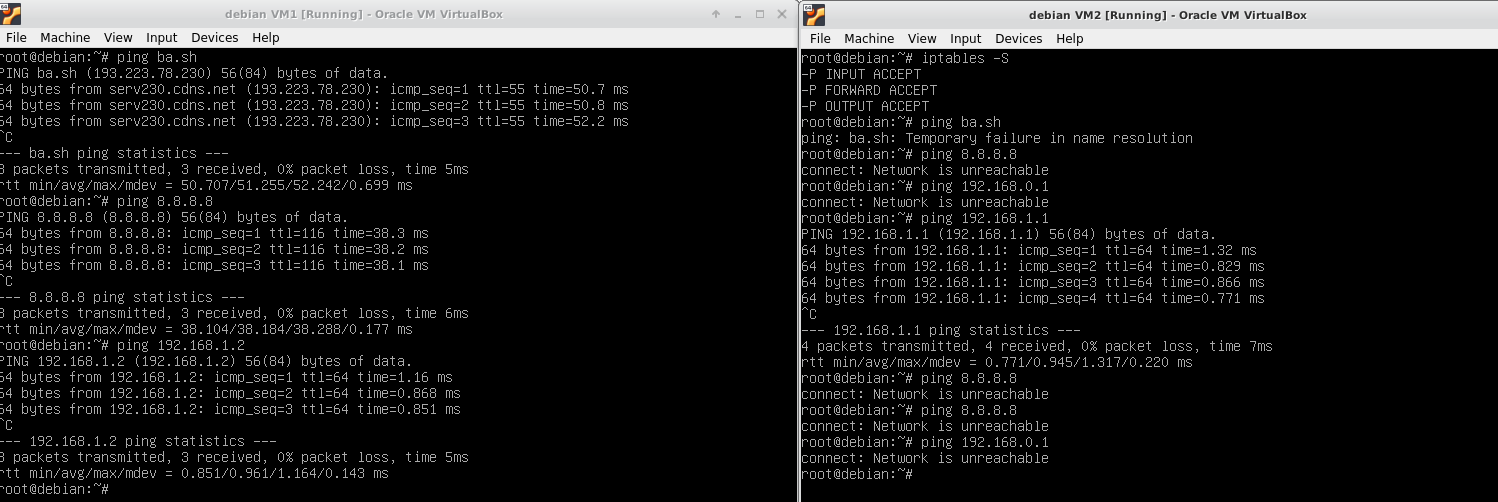 debian VM1 [Running] - Oracle VM VirtualBox
File Machine View Input Devices Help
root@debian:~# ping ba.sh
PING ba.sh (193.223.78.230) 56(84) bytes of data.
64 bytes from serv230.cdns.net (193.223.78.230): icmp_seq=1 ttl=55 time=50.7 ms
64 bytes from serv230.cdns.net (193.223.78.230): icmp_seq=2 ttl=55 time=50.8 ms
64 bytes from serv230.cdns.net (193.223.78.230): icmp_seq=3 ttl=55 time=52.2 ms
^C
--- ba.sh ping statistics ---
3 packets transmitted, 3 received, 0% packet loss, time 5ms
rtt min/avg/max/mdev = 50.707/51.255/52.242/0.699 ms
root@debian:~# ping 8.8.8.8
PING 8.8.8.8 (8.8.8.8) 56(84) bytes of data.
64 bytes from 8.8.8.8: icmp_seq=1 ttl=116 time=38.3 ms
64 bytes from 8.8.8.8: icmp_seq=2 ttl=116 time=38.2 ms
64 bytes from 8.8.8.8: icmp_seq=3 ttl=116 time=38.1 ms
^C
--- 8.8.8.8 ping statistics ---
3 packets transmitted, 3 received, 0% packet loss, time 6ms
rtt min/avg/max/mdev = 38.104/38.184/38.288/0.177 ms
root@debian:~# ping 192.168.1.2
PING 192.168.1.2 (192.168.1.2) 56(84) bytes of data.
64 bytes from 192.168.1.2: icmp_seq=1 ttl=64 time=1.16 ms
64 bytes from 192.168.1.2: icmp_seq=2 ttl=64 time=0.868 ms
64 bytes from 192.168.1.2: icmp_seq=3 ttl=64 time=0.851 ms
^C
--- 192.168.1.2 ping statistics ---
3 packets transmitted, 3 received, 0% packet loss, time 5ms
rtt min/avg/max/mdev = 0.851/0.961/1.164/0.143 ms
root@debian:~#
debian VM2 [Running] - Oracle VM VirtualBox
File Machine View Input Devices Help
root@debian:~# iptables -S
-P INPUT ACCEPT
-P FORWARD ACCEPT
-P OUTPUT ACCEPT
root@debian:~# ping ba.sh
ping: ba.sh: Temporary failure in name resolution
root@debian:~# ping 8.8.8.8
connect: Network is unreachable
root@debian:~# ping 192.168.0.1
connect: Network is unreachable
root@debian:~# ping 192.168.1.1
PING 192.168.1.1 (192.168.1.1) 56(84) bytes of data.
64 bytes from 192.168.1.1: icmp_seq=1 ttl=64 time=1.32 ms
64 bytes from 192.168.1.1: icmp_seq=2 ttl=64 time=0.829 ms
64 bytes from 192.168.1.1: icmp_seq=3 ttl=64 time=0.866 ms
64 bytes from 192.168.1.1: icmp_seq=4 ttl=64 time=0.771 ms
^C
--- 192.168.1.1 ping statistics ---
4 packets transmitted, 4 received, 0% packet loss, time 7ms
rtt min/avg/max/mdev = 0.771/0.945/1.317/0.220 ms
root@debian:~# ping 8.8.8.8
connect: Network is unreachable
root@debian:~# ping 8.8.8.8
connect: Network is unreachable
root@debian:~# ping 192.168.0.1
connect: Network is unreachable
root@debian:~#